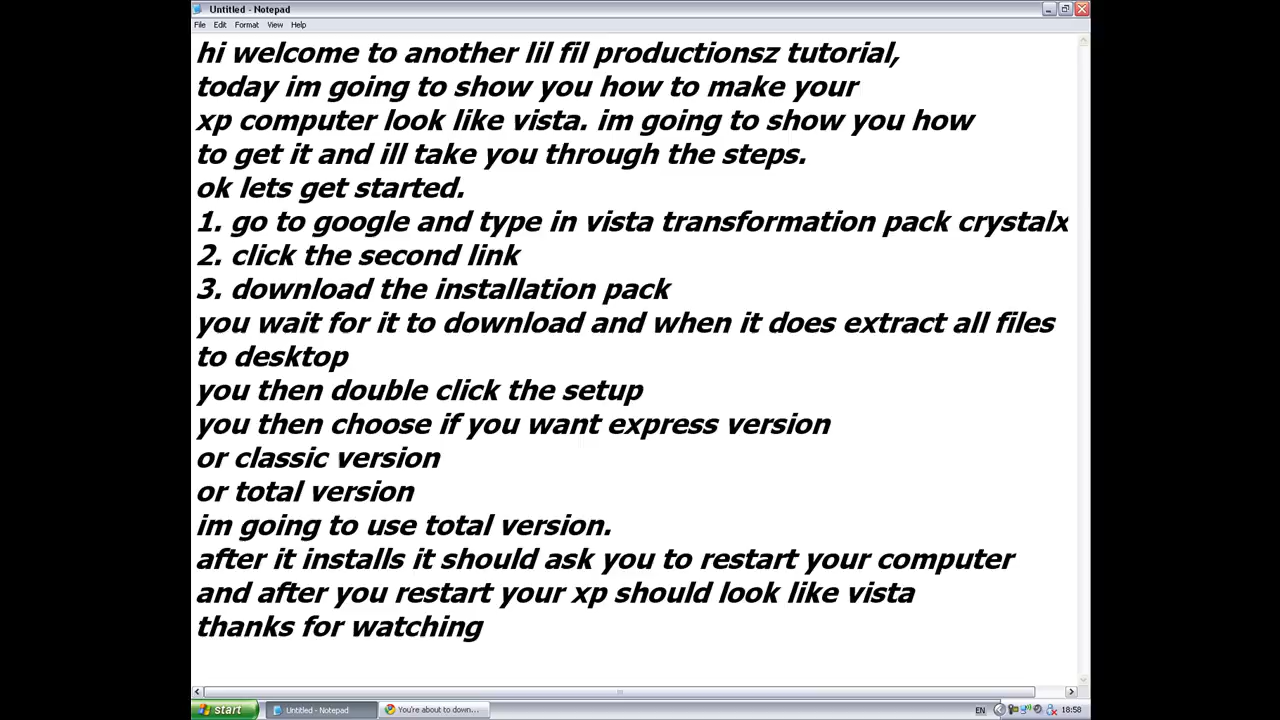 Untitled - Notepad
File Edit Format View Help
hi welcome to another lil fil productionsz tutorial,
today im going to show you how to make your
xp computer look like vista. im going to show you how
to get it and ill take you through the steps.
ok lets get started.
1. go to google and type in vista transformation pack crystalx
2. click the second link
3. download the installation pack
you wait for it to download and when it does extract all files
to desktop
you then double click the setup
you then choose if you want express version
or classic version
or total version
im going to use total version.
after it installs it should ask you to restart your computer
and after you restart your xp should look like vista
thanks for watching
start Untitled - Notepad You're about to down... EN 18:58